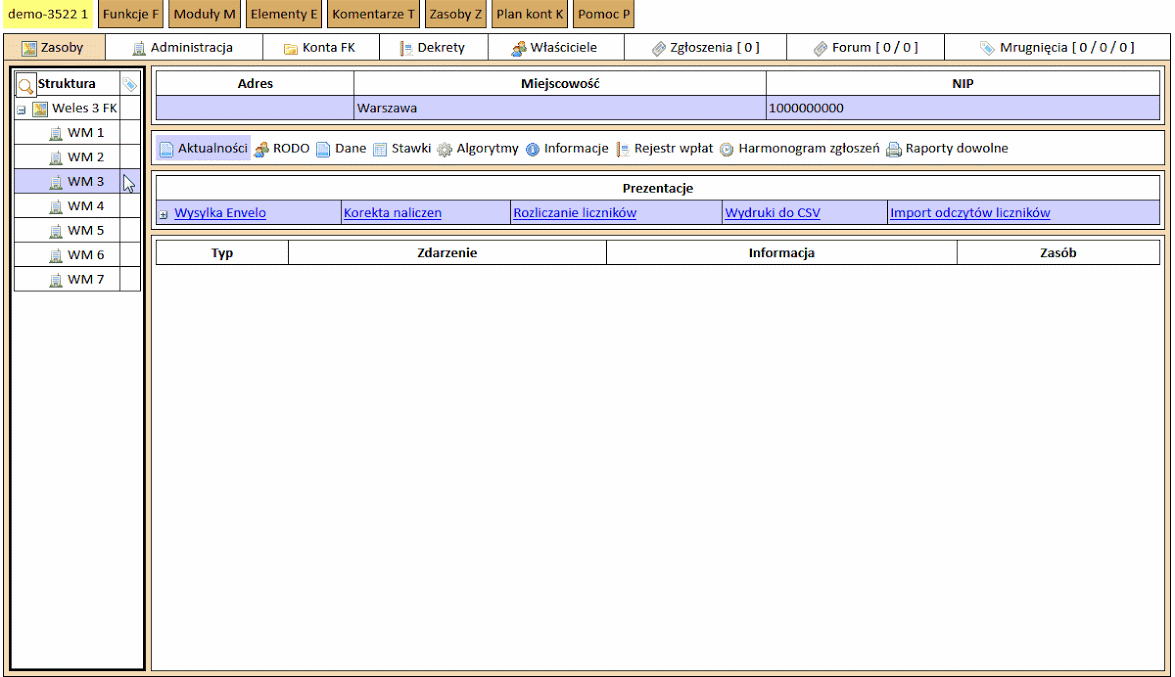 demo-3522 1 Funkcje F Moduły M Elementy E Komentarze T Zasoby Z Plan kont K Pomoc P
Zasoby Administracja Konta FK Dekrety Właściciele Zgłoszenia [ 0 ] Forum [ 0 / 0 ] Mrugnięcia [ 0 / 0 / 0 ]
Struktura
Weles 3 FK
WM 1
WM 2
WM 3
WM 4
WM 5
WM 6
WM 7
Adres Miejscowość NIP
Warszawa 1000000000
Aktualności RODO Dane Stawki Algorytmy Informacje Rejestr wpłat Harmonogram zgłoszeń Raporty dowolne
Prezentacje
Wysylka Envelo Korekta naliczen Rozliczanie liczników Wydruki do CSV Import odczytów liczników
Typ Zdarzenie Informacja Zasób